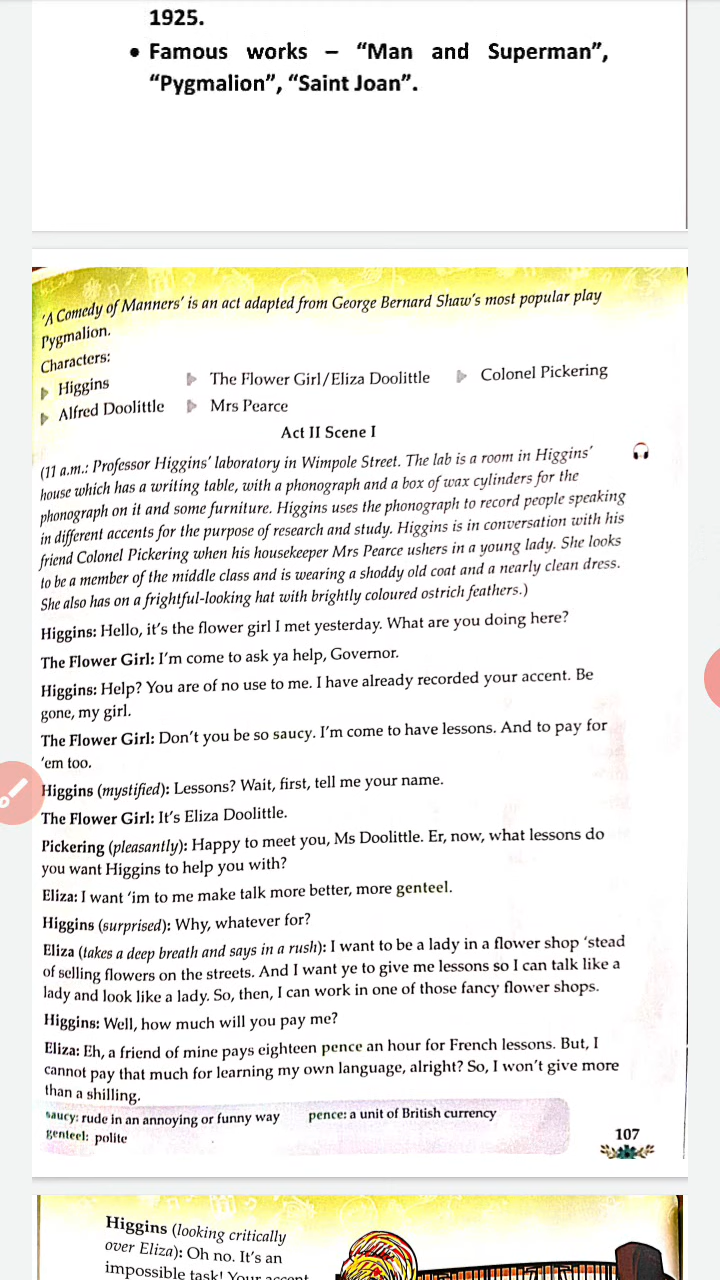 1925.
• Famous works – “Man and Superman”,
“Pygmalion”, “Saint Joan”.
‘A Comedy of Manners’ is an act adapted from George Bernard Shaw’s most popular play
Pygmalion.
Characters:
Higgins The Flower Girl/Eliza Doolittle Colonel Pickering
Alfred Doolittle Mrs Pearce
Act II Scene I
(11 a.m.: Professor Higgins’ laboratory in Wimpole Street. The lab is a room in Higgins’
house which has a writing table, with a phonograph and a box of wax cylinders for the
phonograph on it and some furniture. Higgins uses the phonograph to record people speaking
in different accents for the purpose of research and study. Higgins is in conversation with his
friend Colonel Pickering when his housekeeper Mrs Pearce ushers in a young lady. She looks
to be a member of the middle class and is wearing a shoddy old coat and a nearly clean dress.
She also has on a frightful-looking hat with brightly coloured ostrich feathers.)
Higgins: Hello, it’s the flower girl I met yesterday. What are you doing here?
The Flower Girl: I’m come to ask ya help, Governor.
Higgins: Help? You are of no use to me. I have already recorded your accent. Be
gone, my girl.
The Flower Girl: Don’t you be so saucy. I’m come to have lessons. And to pay for
’em too.
Higgins (mystified): Lessons? Wait, first, tell me your name.
The Flower Girl: It’s Eliza Doolittle.
Pickering (pleasantly): Happy to meet you, Ms Doolittle. Er, now, what lessons do
you want Higgins to help you with?
Eliza: I want ‘im to me make talk more better, more genteel.
Higgins (surprised): Why, whatever for?
Eliza (takes a deep breath and says in a rush): I want to be a lady in a flower shop ‘stead
of selling flowers on the streets. And I want ye to give me lessons so I can talk like a
lady and look like a lady. So, then, I can work in one of those fancy flower shops.
Higgins: Well, how much will you pay me?
Eliza: Eh, a friend of mine pays eighteen pence an hour for French lessons. But, I
cannot pay that much for learning my own language, alright? So, I won’t give more
than a shilling.
saucy: rude in an annoying or funny way pence: a unit of British currency
genteel: polite
107
Higgins (looking critically
over Eliza): Oh no. It’s an
impossible task! Your accent